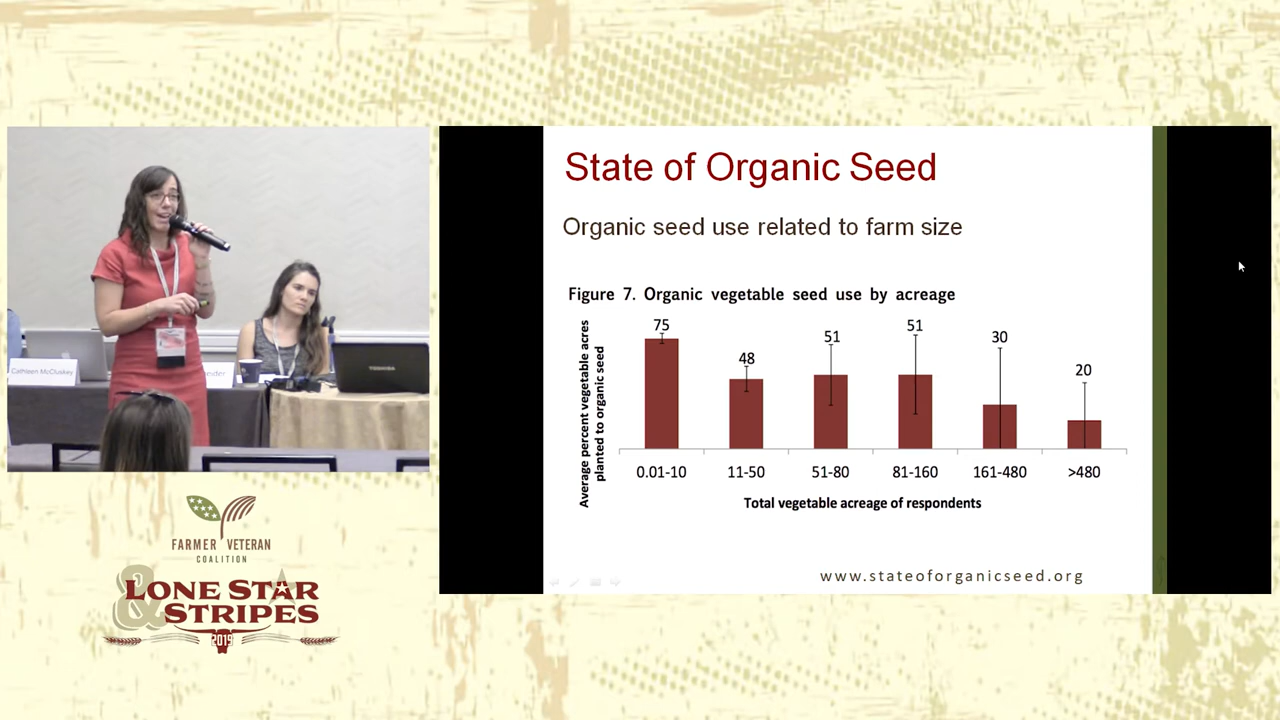 State of Organic Seed
Organic seed use related to farm size
Figure 7. Organic vegetable seed use by acreage
Average percent vegetable acres
planted to organic seed
75
48
51
51
30
20
0.01-10
11-50
51-80
81-160
161-480
>480
Total vegetable acreage of respondents
www.stateoforganicseed.org
Cathleen McCluskey
TOSHIBA
FARMER VETERAN
COALITION
LONE STAR
& STRIPES
2019